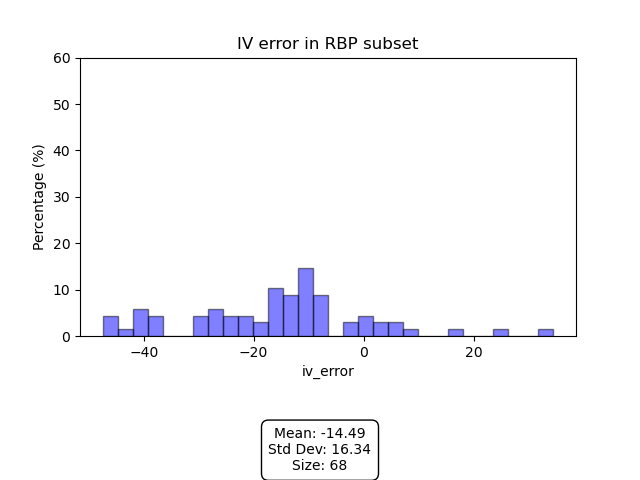 IV error in RBP subset
60
50
40
30
20
10
0
Percentage (%)
−40
−20
0
20
iv_error
Mean: -14.49
Std Dev: 16.34
Size: 68